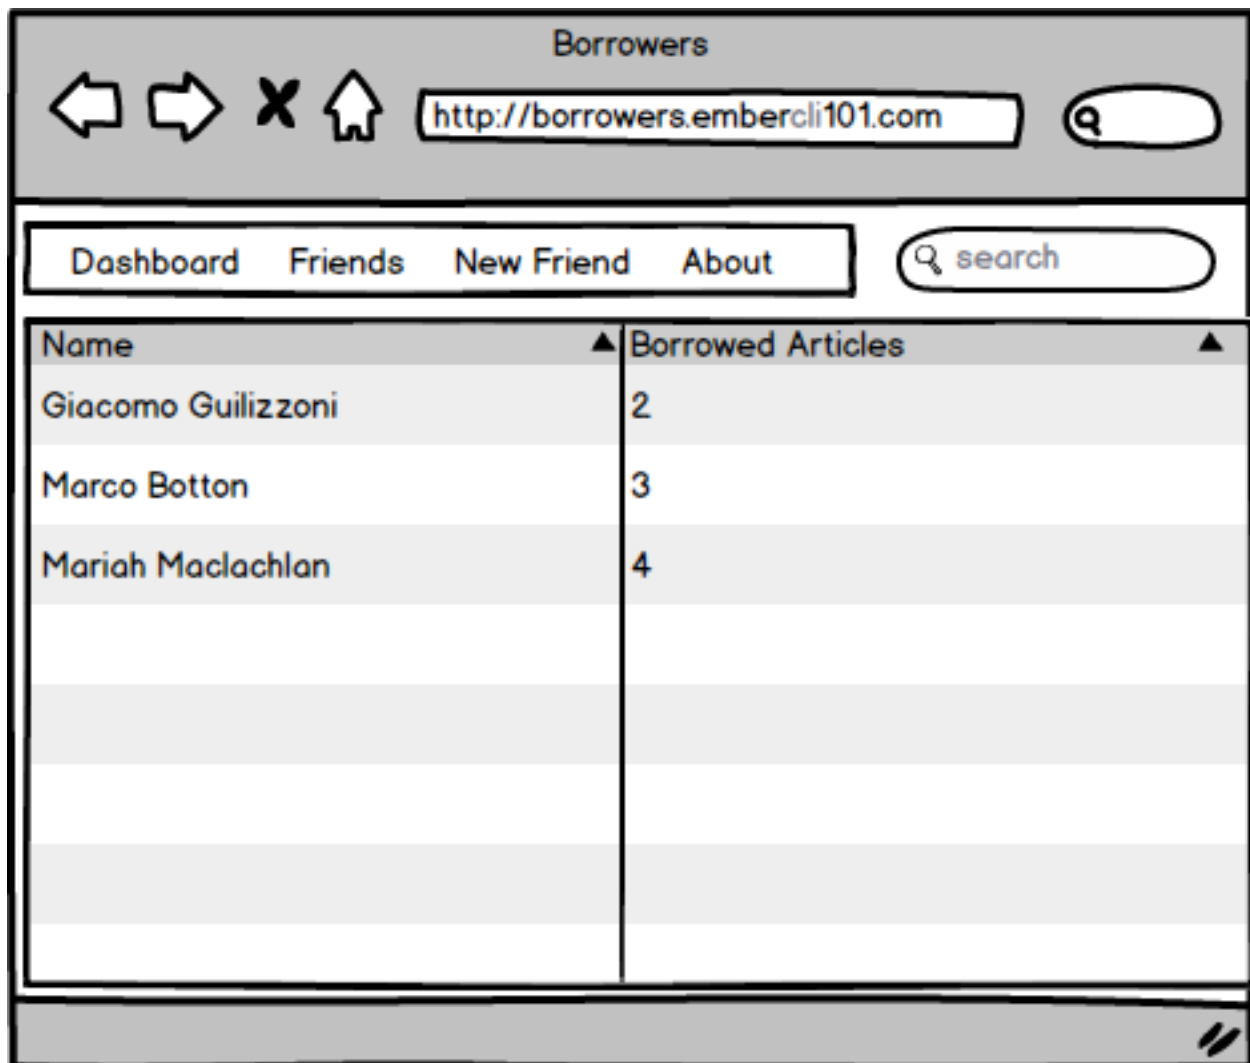 Borrowers
http://borrowers.embercli101.com
Dashboard Friends New Friend About search
Name Borrowed Articles
Giacomo Guilizzoni 2
Marco Botton 3
Mariah Maclachlan 4